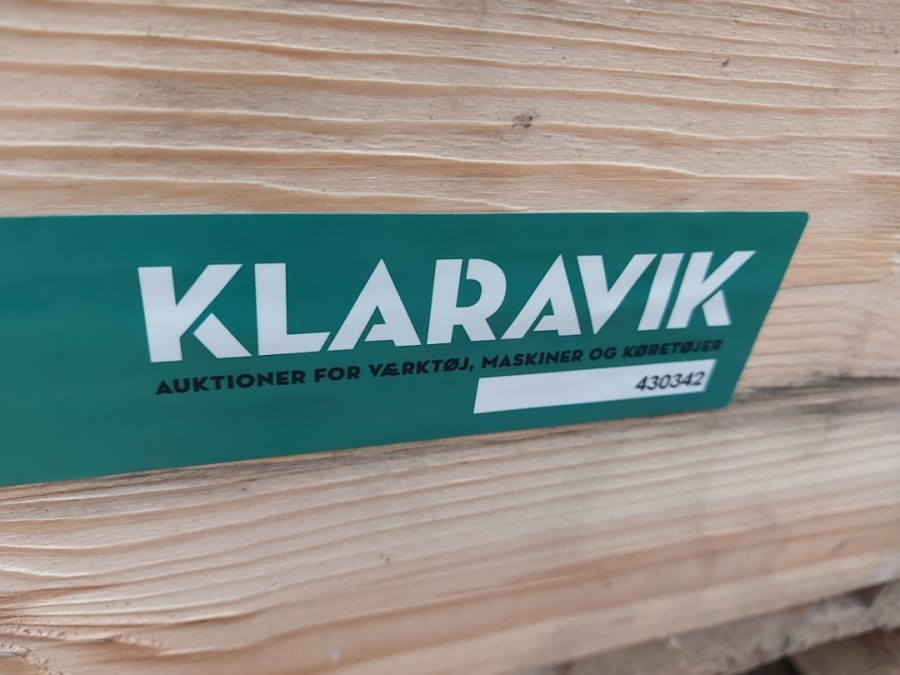 KLARAVIK
AUKTIONER FOR VÆRKTØJ, MASKINER OG KØRETØJER
430342